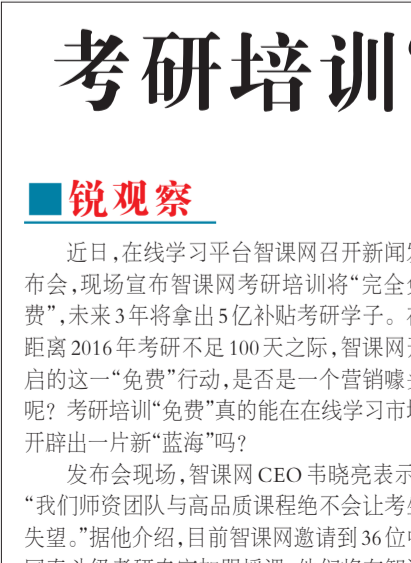 考研培训
锐观察
近日,在线学习平台智课网召开新闻发
布会,现场宣布智课网考研培训将“完全免
费”,未来3年将拿出5亿补贴考研学子。在
距离2016年考研不足100天之际,智课网开
启的这一“免费”行动,是否是一个营销噱头
呢?考研培训“免费”真的能在在线学习市场
开辟出一片新“蓝海”吗?
发布会现场,智课网CEO韦晓亮表示
“我们师资团队与高品质课程绝不会让考生
失望。”据他介绍,目前智课网邀请到36位